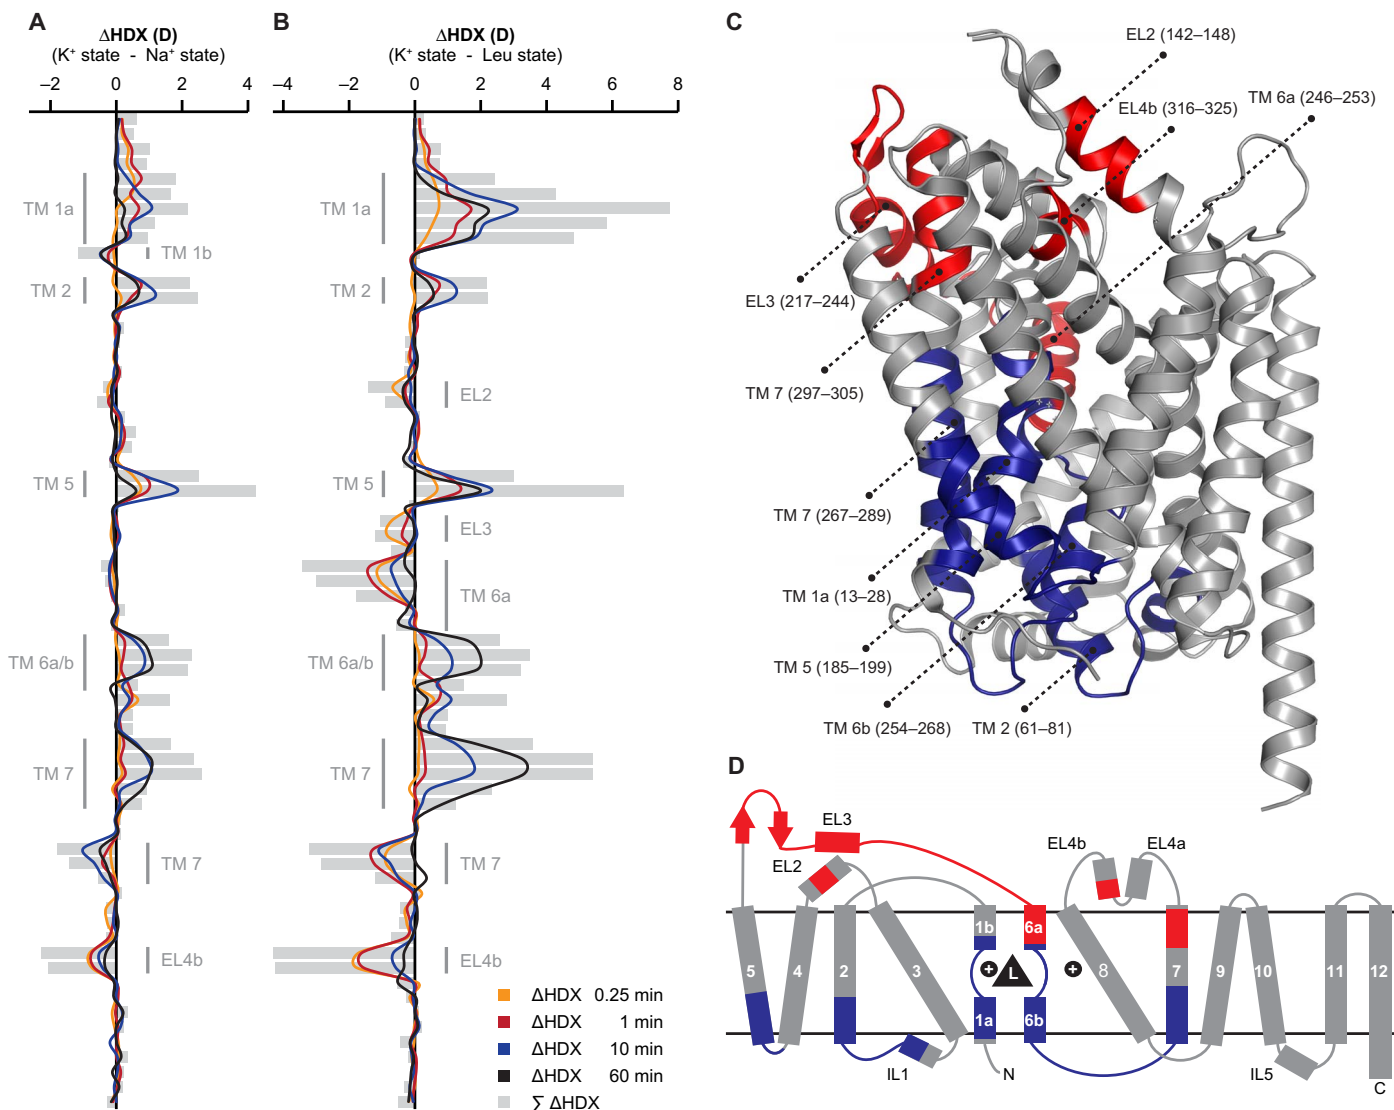 A
ΔHDX (D)
(K⁺ state - Na⁺ state)
−2 0 2 4
TM 1a
TM 1b
TM 2
TM 5
TM 6a/b
TM 7
TM 7
EL4b
B
ΔHDX (D)
(K⁺ state - Leu state)
−4 −2 0 2 4 6 8
TM 1a
TM 2
EL2
TM 5
EL3
TM 6a
TM 6a/b
TM 7
TM 7
EL4b
ΔHDX 0.25 min
ΔHDX 1 min
ΔHDX 10 min
ΔHDX 60 min
∑ ΔHDX
C
EL2 (142–148)
EL4b (316–325)
TM 6a (246–253)
EL3 (217–244)
TM 7 (297–305)
TM 7 (267–289)
TM 1a (13–28)
TM 5 (185–199)
TM 6b (254–268)
TM 2 (61–81)
D
EL3
EL2
EL4b
EL4a
1b
6a
5
4
2
3
+
L
+
8
7
9
10
11
12
1a
6b
IL1
N
IL5
C